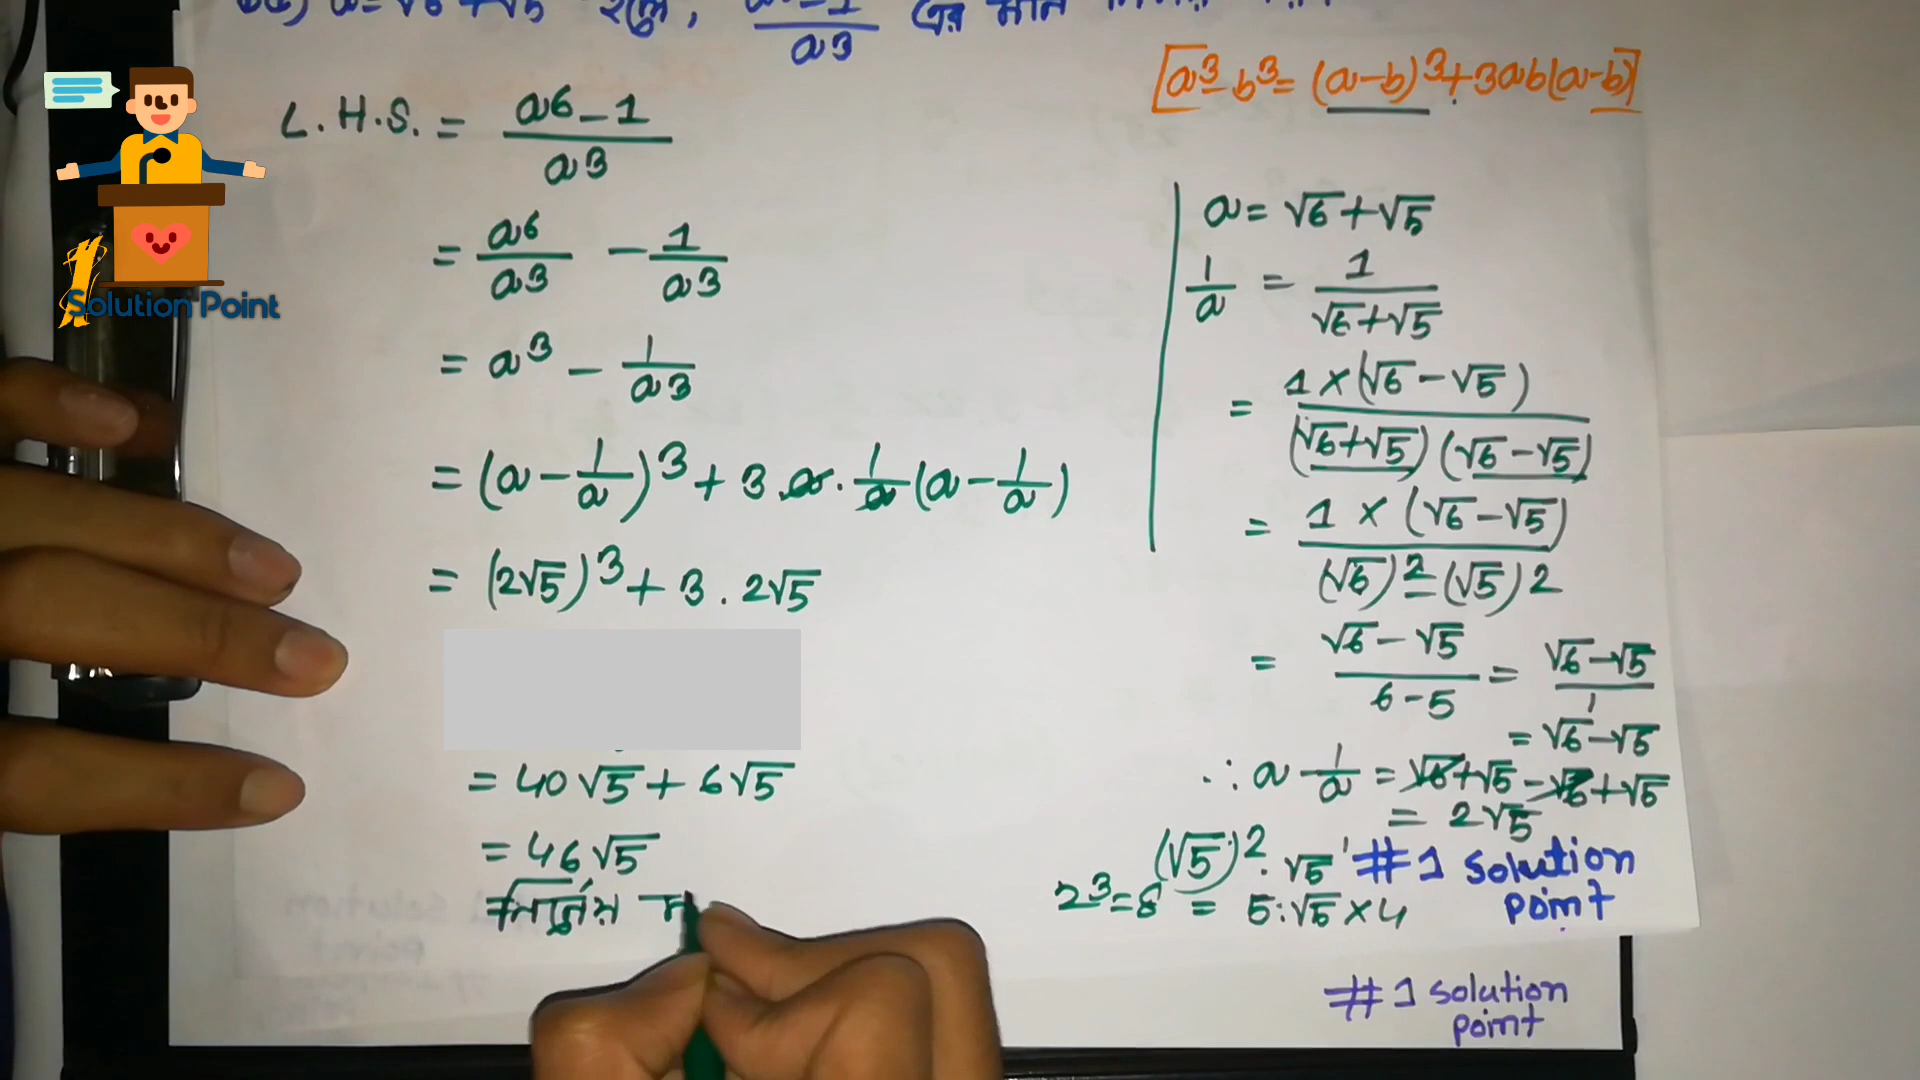 a = √6 + √5
a3
[a³ - b³ = (a-b)³ + 3ab(a-b)]
L.H.S. = a6 - 1 / a3
= a6/a3 - 1/a3
= a³ - 1/a3
= (a - 1/a)³ + 3.a.1/a(a - 1/a)
= (2√5)³ + 3.2√5
= 40√5 + 6√5
= 46√5
নির্ণেয়
a = √6 + √5
1/a = 1/√6+√5
= 1×(√6-√5) / (√6+√5)(√6-√5)
= 1 × (√6-√5) / (√6)2-(√5)2
= √6-√5 / 6-5 = √6-√5 / 1
= √6-√5
∴ a - 1/a = √6+√5-√6+√5
= 2√5
(√5)2.√5
2³=8 = 5.√5×4
#1 Solution
point
#1 solution
point
1
Solution Point